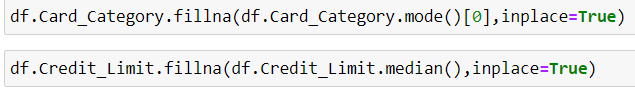 df.Card_Category.fillna(df.Card_Category.mode()[0],inplace=True)
df.Credit_Limit.fillna(df.Credit_Limit.median(),inplace=True)